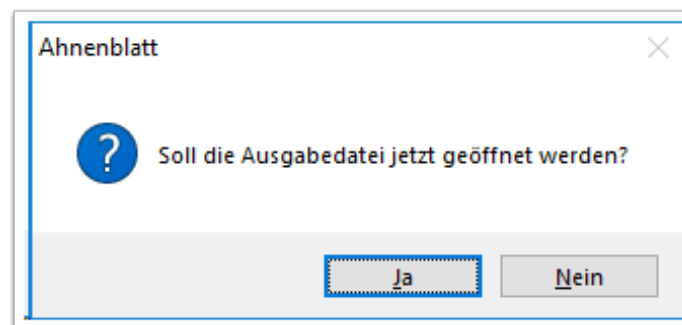 Ahnenblatt
?
Soll die Ausgabedatei jetzt geöffnet werden?
Ja
Nein